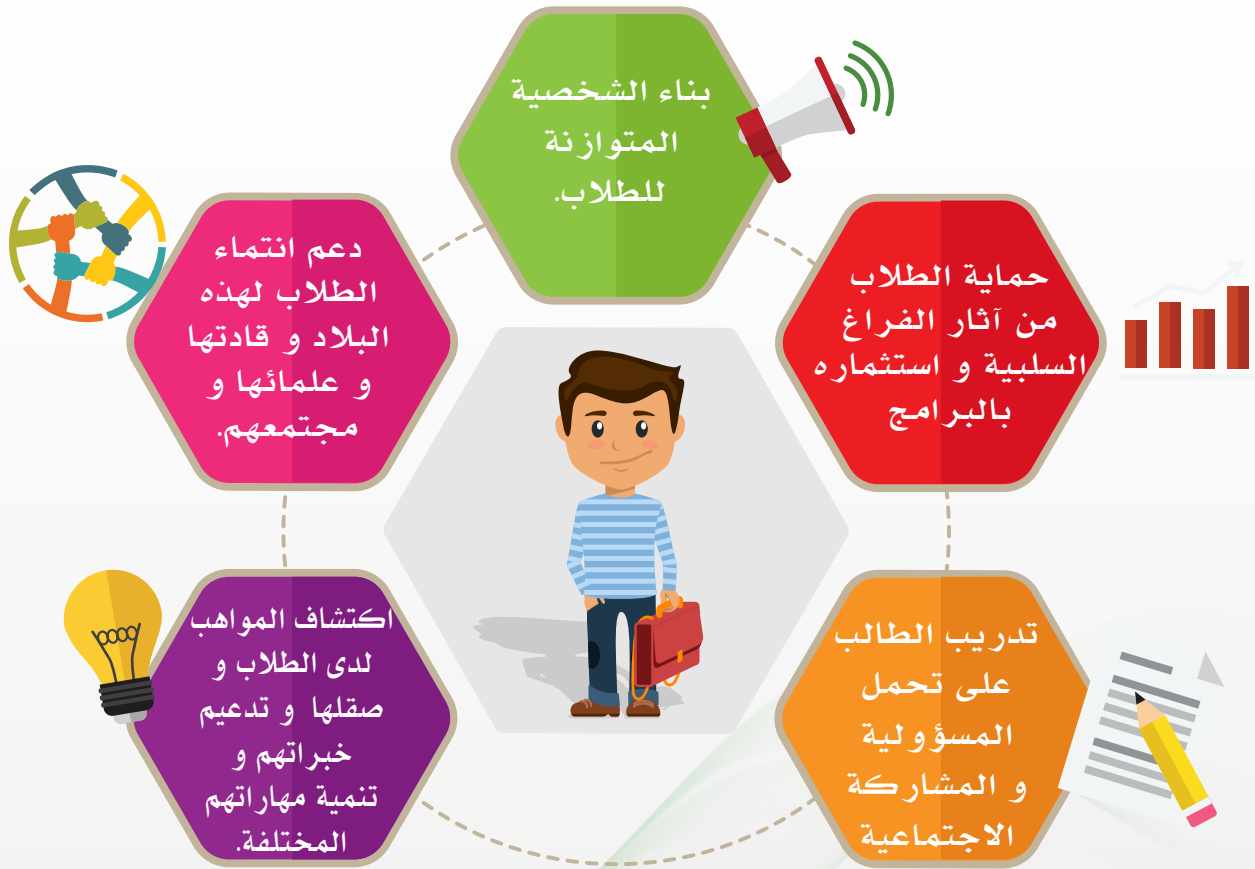 بناء الشخصية
المتوازنة
للطلاب.
حماية الطلاب
من آثار الفراغ
السلبية و استثماره
بالبرامج
تدريب الطالب
على تحمل
المسؤولية
و المشاركة
الاجتماعية
دعم انتماء
الطلاب لهذه
البلاد و قادتها
و علمائها و
مجتمعهم.
اكتشاف المواهب
لدى الطلاب و
صقلها و تدعيم
خبراتهم و
تنمية مهاراتهم
المختلفة.